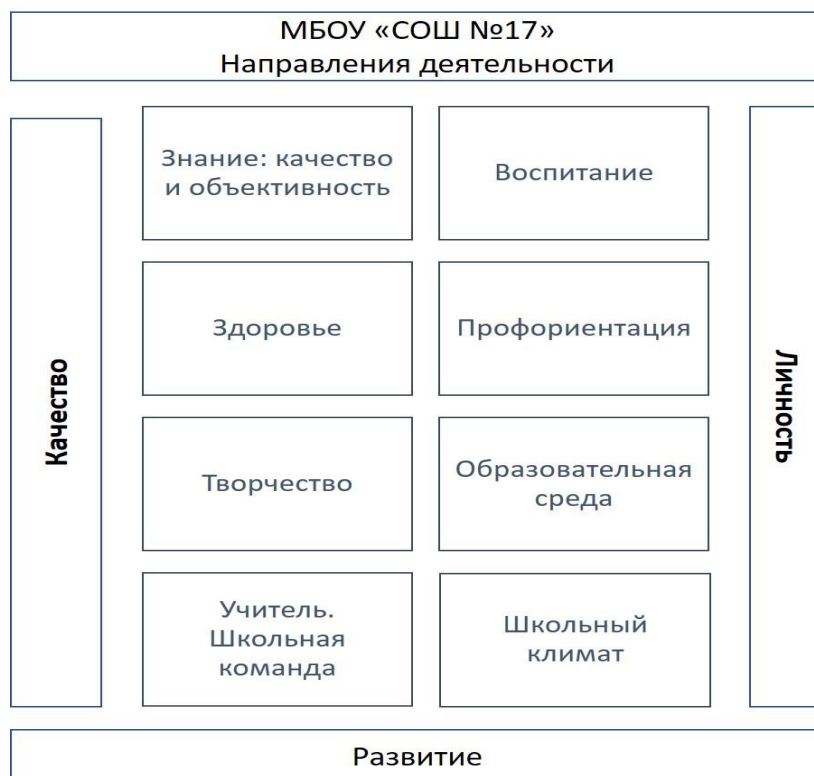 МБОУ «СОШ №17»
Направления деятельности
Качество
Знание: качество
и объективность
Воспитание
Здоровье
Профориентация
Творчество
Образовательная
среда
Учитель.
Школьная
команда
Школьный
климат
Личность
Развитие